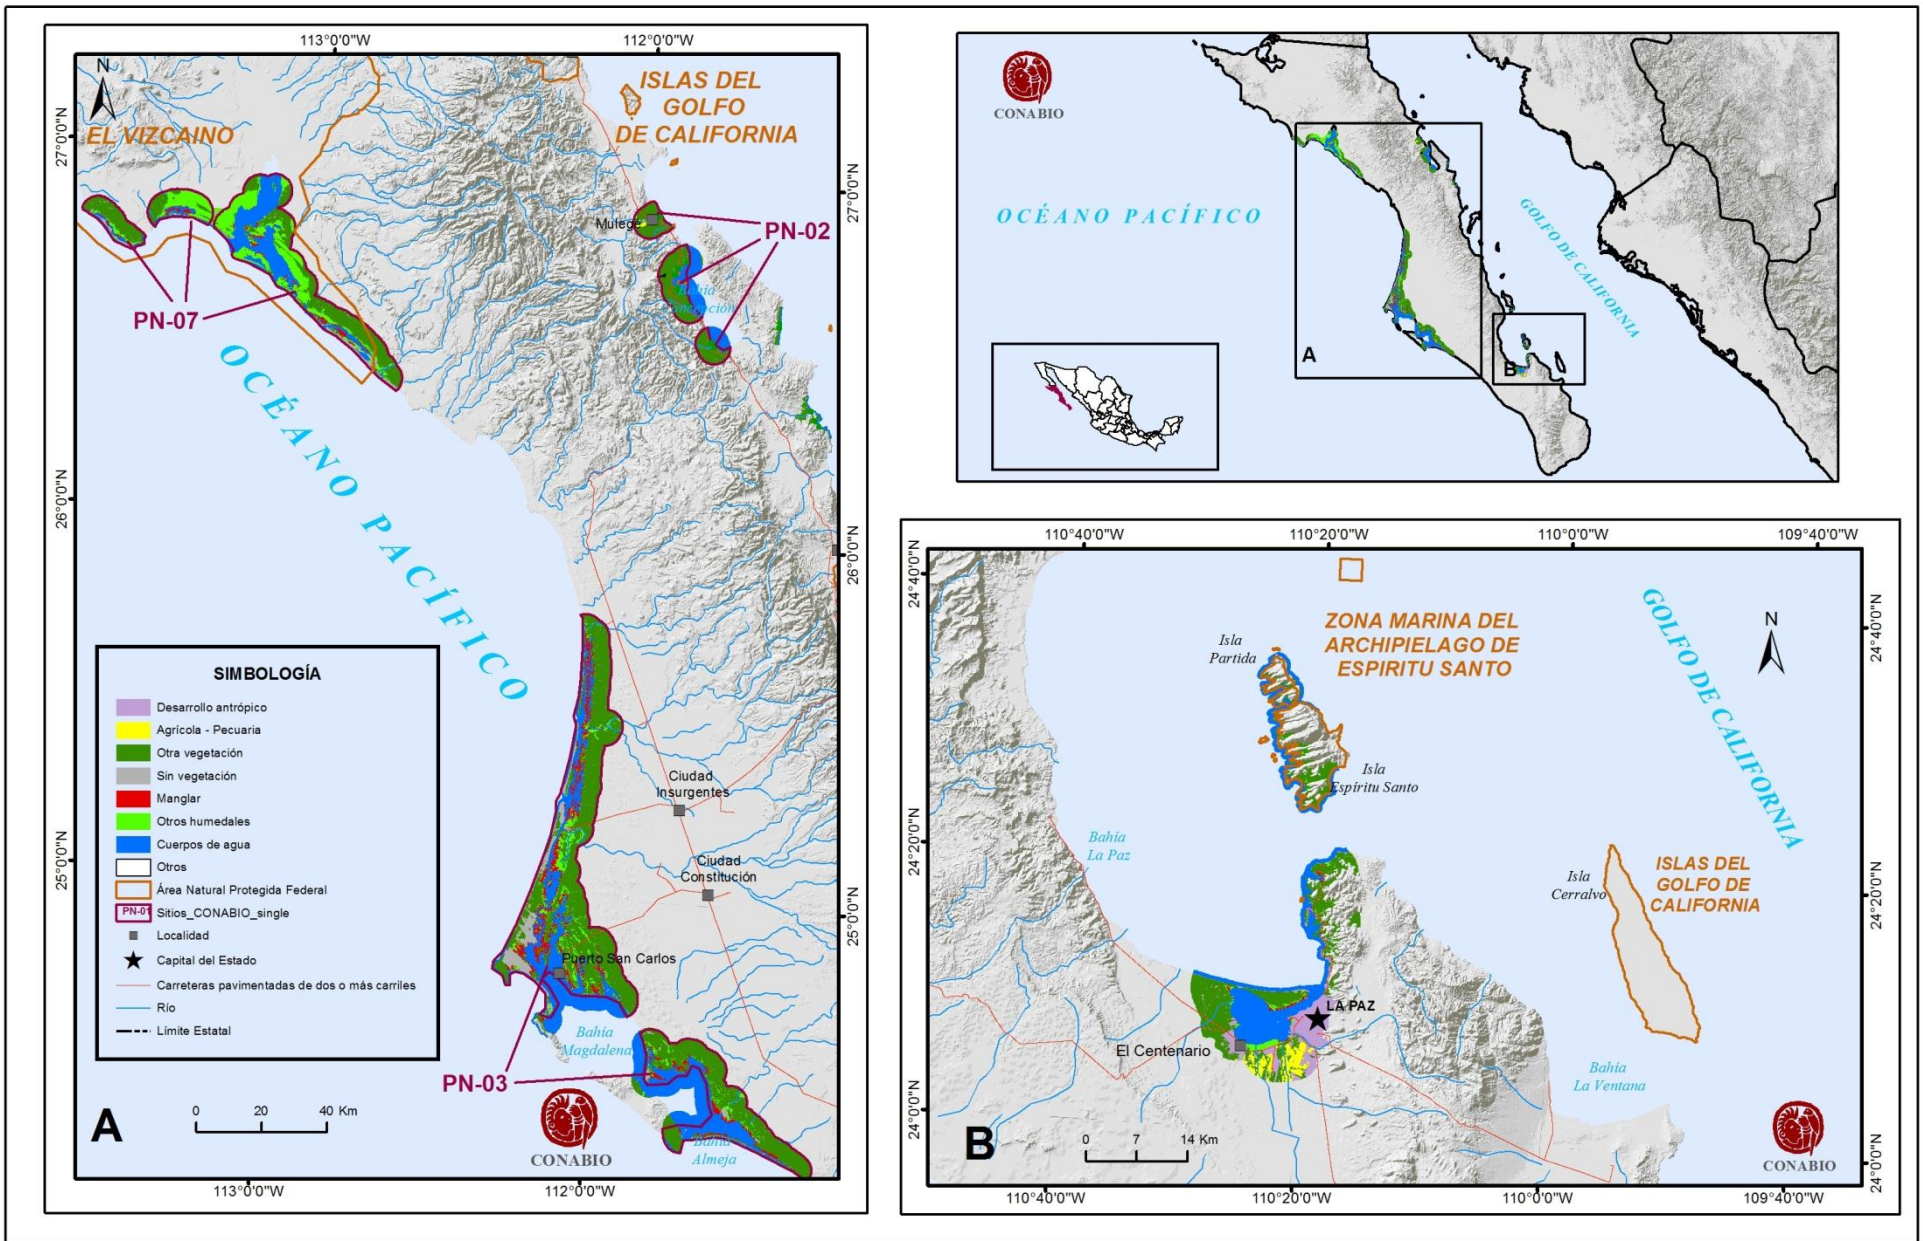 113°0'0"W
112°0'0"W
N
ISLAS DEL
GOLFO
DE CALIFORNIA
EL VIZCAINO
27°0'0"N
27°0'0"N
Mulegé
PN-02
Bahía
Concepción
PN-07
OCÉANO PACÍFICO
26°0'0"N
26°0'0"N
SIMBOLOGÍA
Desarrollo antrópico
Agrícola - Pecuaria
Otra vegetación
Sin vegetación
Manglar
Otros humedales
Cuerpos de agua
Otros
Área Natural Protegida Federal
PN-01
Sitios_CONABIO_single
Localidad
Capital del Estado
Carreteras pavimentadas de dos o más carriles
Río
Límite Estatal
Ciudad
Insurgentes
Ciudad
Constitución
25°0'0"N
25°0'0"N
Puerto San Carlos
Bahía
Magdalena
PN-03
Bahía
Almeja
A
0 20 40 Km
CONABIO
113°0'0"W
112°0'0"W
CONABIO
OCÉANO PACÍFICO
GOLFO DE CALIFORNIA
A
B
110°40'0"W
110°20'0"W
110°0'0"W
109°40'0"W
24°40'0"N
24°40'0"N
GOLFO DE CALIFORNIA
N
ZONA MARINA DEL
ARCHIPIELAGO DE
ESPIRITU SANTO
Isla
Partida
Isla
Espíritu Santo
24°20'0"N
24°20'0"N
Bahía
La Paz
Isla
Cerralvo
ISLAS DEL
GOLFO DE
CALIFORNIA
LA PAZ
El Centenario
Bahía
La Ventana
24°0'0"N
24°0'0"N
B
0 7 14 Km
CONABIO
110°40'0"W
110°20'0"W
110°0'0"W
109°40'0"W